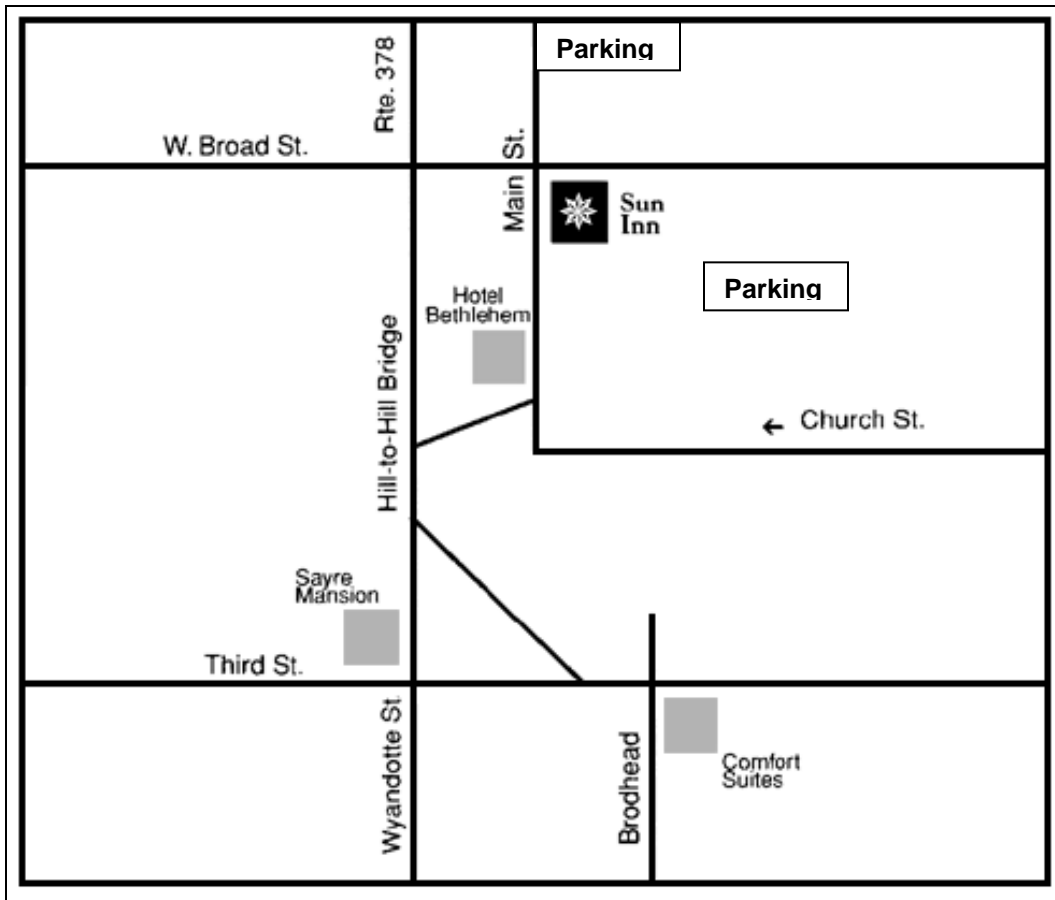 Parking
Rte. 378
W. Broad St.
Main St.
Sun
Inn
Parking
Hotel
Bethlehem
Hill-to-Hill Bridge
← Church St.
Sayre
Mansion
Third St.
Wyandotte St.
Brodhead
Comfort
Suites